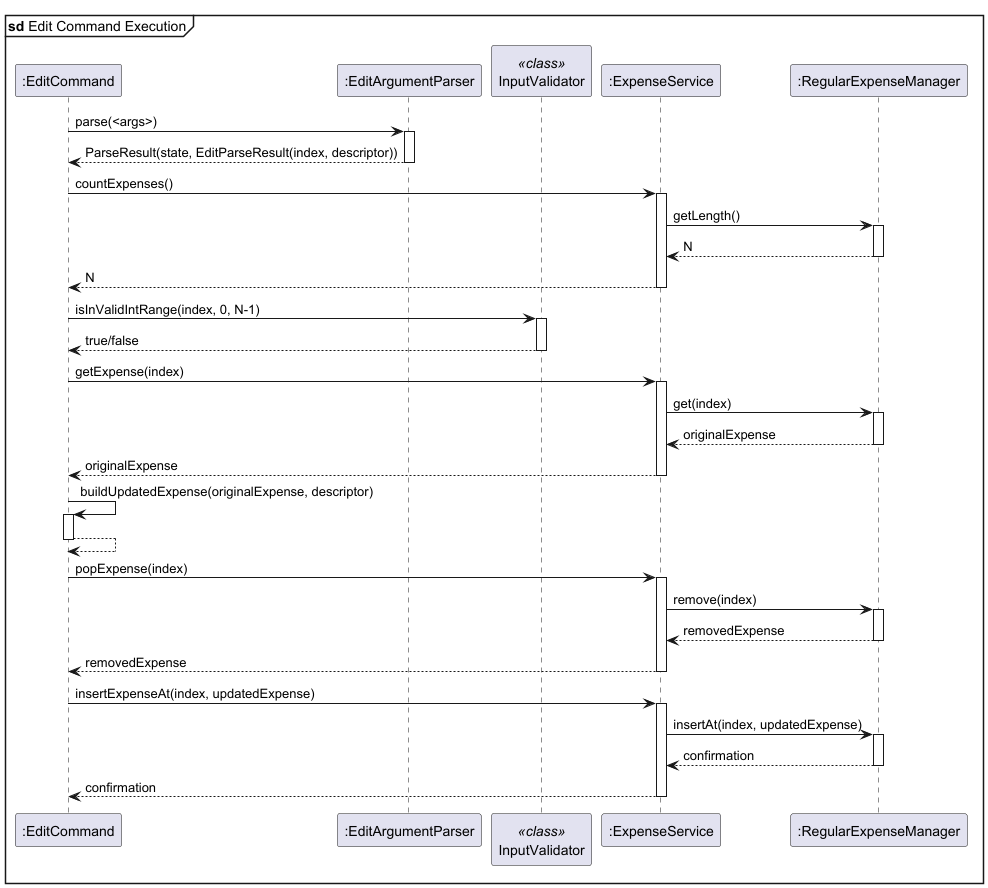 sd Edit Command Execution
:EditCommand
:EditArgumentParser
«class»
InputValidator
:ExpenseService
:RegularExpenseManager
parse(<args>)
ParseResult(state, EditParseResult(index, descriptor))
countExpenses()
getLength()
N
N
isInValidIntRange(index, 0, N-1)
true/false
getExpense(index)
get(index)
originalExpense
originalExpense
buildUpdatedExpense(originalExpense, descriptor)
popExpense(index)
remove(index)
removedExpense
removedExpense
insertExpenseAt(index, updatedExpense)
insertAt(index, updatedExpense)
confirmation
confirmation
:EditCommand
:EditArgumentParser
«class»
InputValidator
:ExpenseService
:RegularExpenseManager